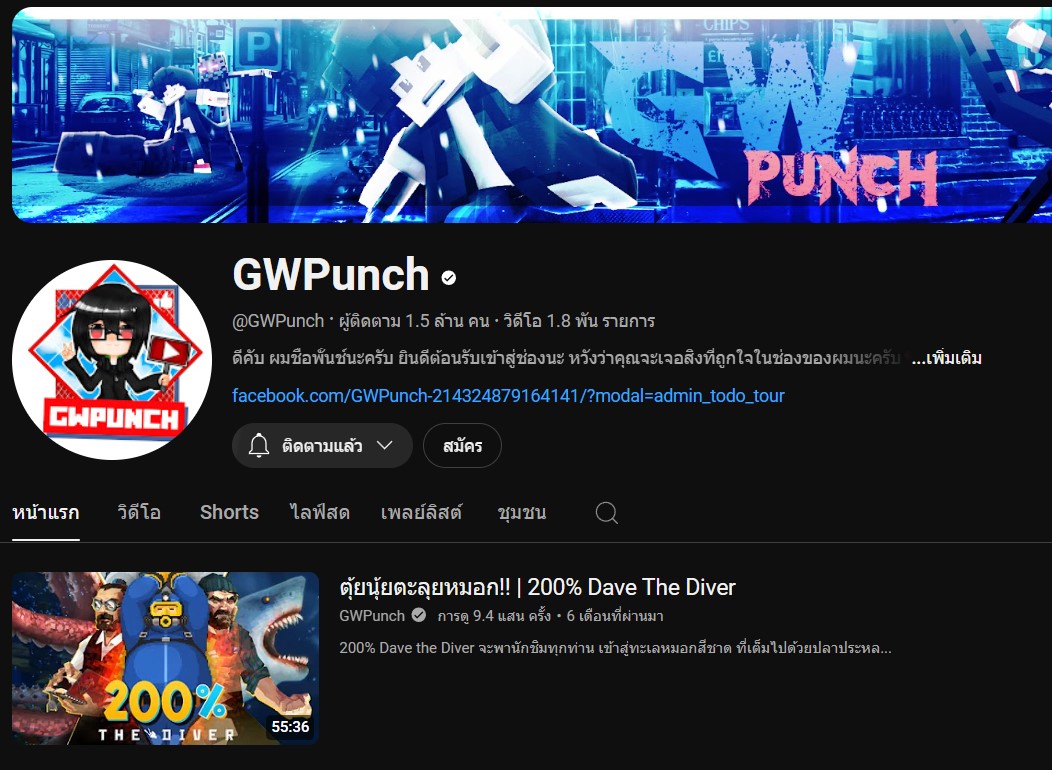 P
CHIPS
GW
PUNCH
GWPunch
@GWPunch · ผู้ติดตาม 1.5 ล้าน คน · วิดีโอ 1.8 พัน รายการ
ดีคับ ผมชื่อพั้นช์นะครับ ยินดีต้อนรับเข้าสู่ช่องนะ หวังว่าคุณจะเจอสิ่งที่ถูกใจในช่องของผมนะครับ ...เพิ่มเติม
facebook.com/GWPunch-214324879164141/?modal=admin_todo_tour
GWPUNCH
ติดตามแล้ว สมัคร
หน้าแรก วิดีโอ Shorts ไลฟ์สด เพลย์ลิสต์ ชุมชน
ตุ้ยนุ้ยตะลุยหมอก!! | 200% Dave The Diver
GWPunch การดู 9.4 แสน ครั้ง • 6 เดือนที่ผ่านมา
200% Dave the Diver จะพานักชิมทุกท่าน เข้าสู่ทะเลหมอกสีชาด ที่เต็มไปด้วยปลาประหล...
200%
THE DIVER
55:36